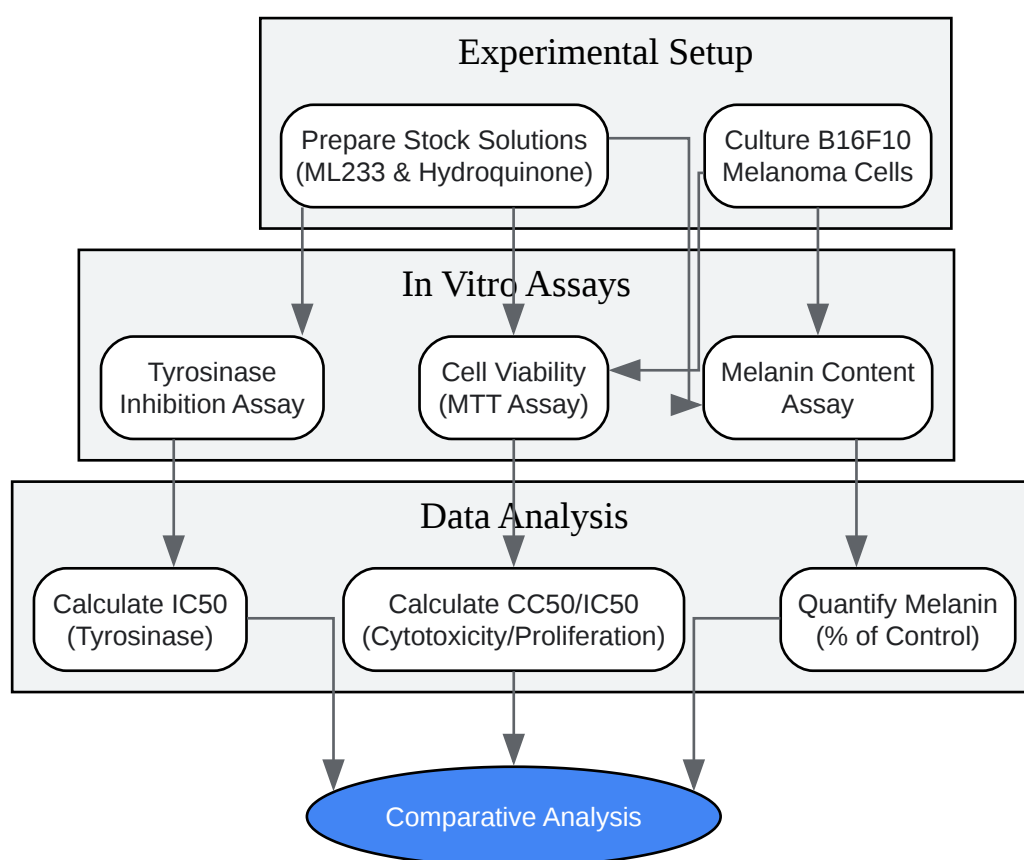 Experimental Setup
Prepare Stock Solutions
(ML233 & Hydroquinone)
Culture B16F10
Melanoma Cells
In Vitro Assays
Tyrosinase
Inhibition Assay
Cell Viability
(MTT Assay)
Melanin Content
Assay
Data Analysis
Calculate IC50
(Tyrosinase)
Calculate CC50/IC50
(Cytotoxicity/Proliferation)
Quantify Melanin
(% of Control)
Comparative Analysis